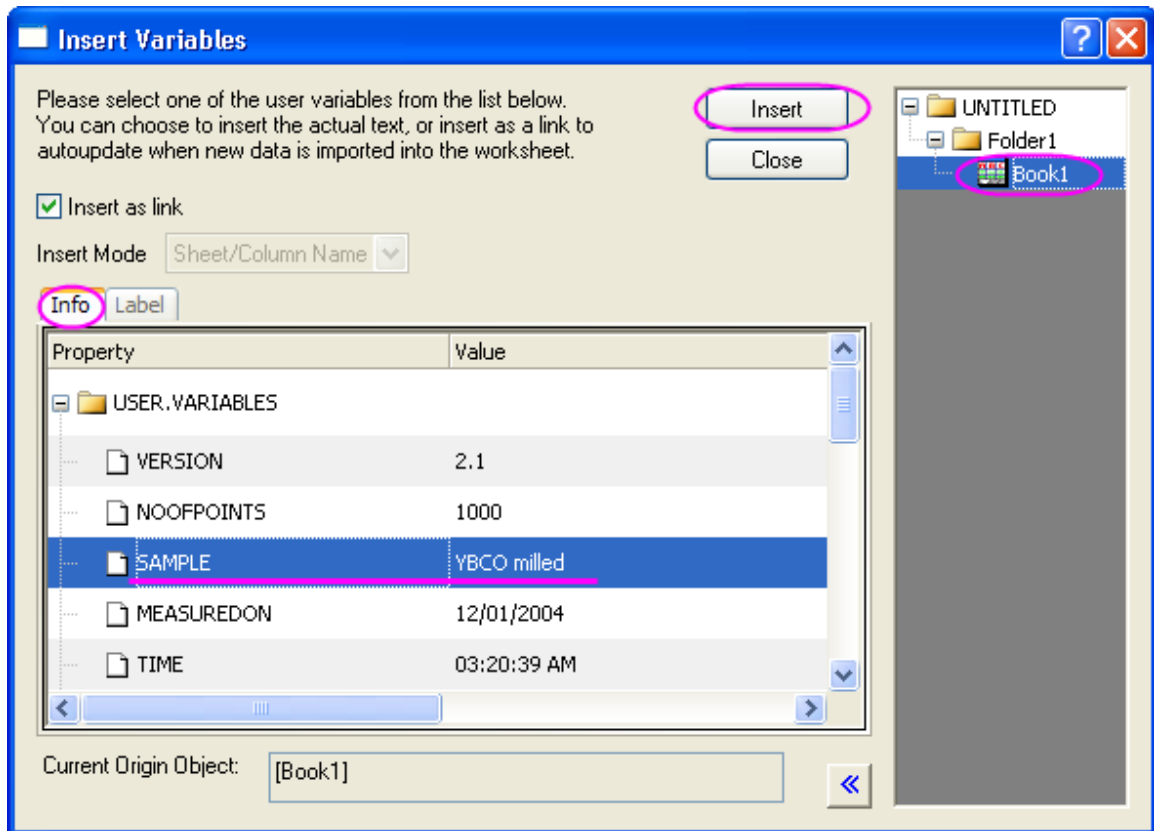 Insert Variables
Please select one of the user variables from the list below.
You can choose to insert the actual text, or insert as a link to
autoupdate when new data is imported into the worksheet.
Insert
Close
Insert as link
Insert Mode Sheet/Column Name
Info Label
Property Value
USER.VARIABLES
VERSION 2.1
NOOFPOINTS 1000
SAMPLE YBCO milled
MEASUREDON 12/01/2004
TIME 03:20:39 AM
Current Origin Object: [Book1]
UNTITLED
Folder1
Book1